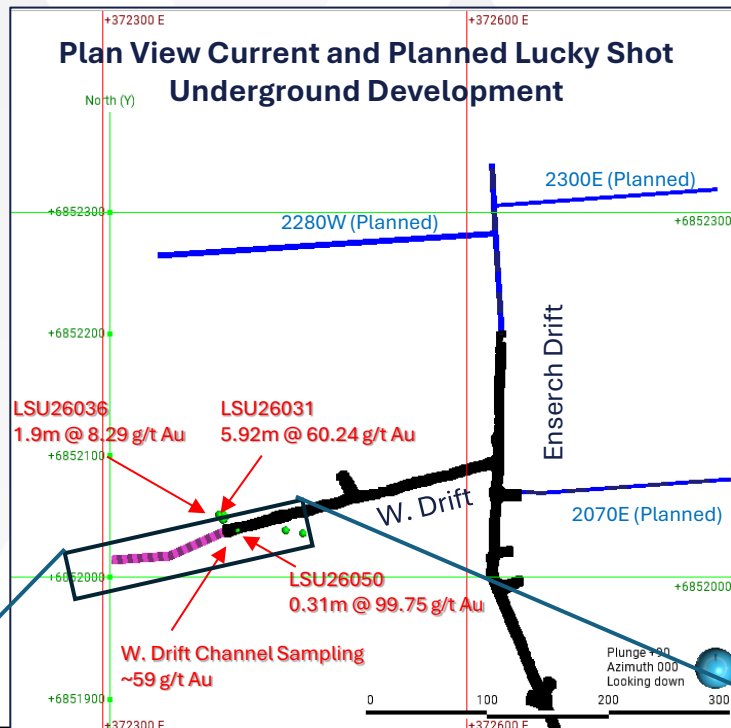 +372300 E
+372600 E
Plan View Current and Planned Lucky Shot
Underground Development
North (Y)
2300E (Planned)
+6852300
+6852300
2280W (Planned)
+6852200
Enserch Drift
LSU26036
1.9m @ 8.29 g/t Au
LSU26031
5.92m @ 60.24 g/t Au
+6852100
W. Drift
2070E (Planned)
+6852000
+6852000
LSU26050
0.31m @ 99.75 g/t Au
W. Drift Channel Sampling
~59 g/t Au
Plunge +90
Azimuth 000
Looking down
+6851900
0
100
200
300
+372300 E
+372600 E